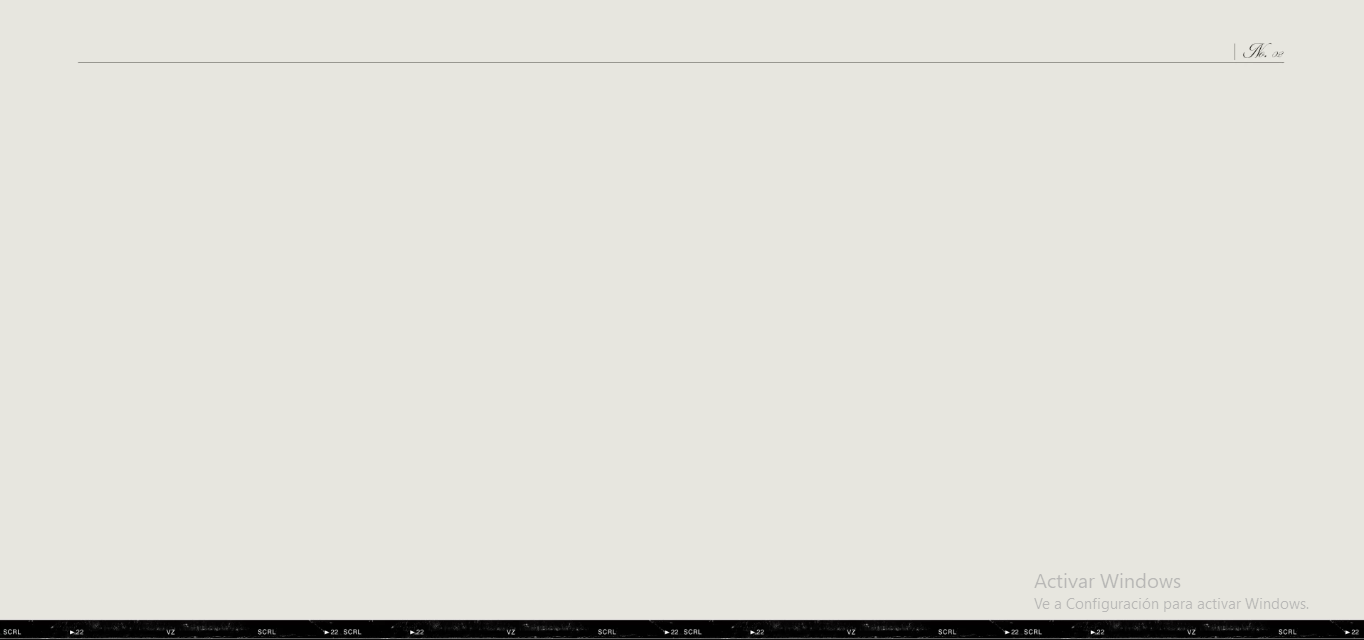 No. 02
Activar Windows
Ve a Configuración para activar Windows.
SCRL ▸22 VZ SCRL ▸22 SCRL ▸22 VZ SCRL ▸22 SCRL ▸22 VZ SCRL ▸22 SCRL ▸22 VZ SCRL ▸22